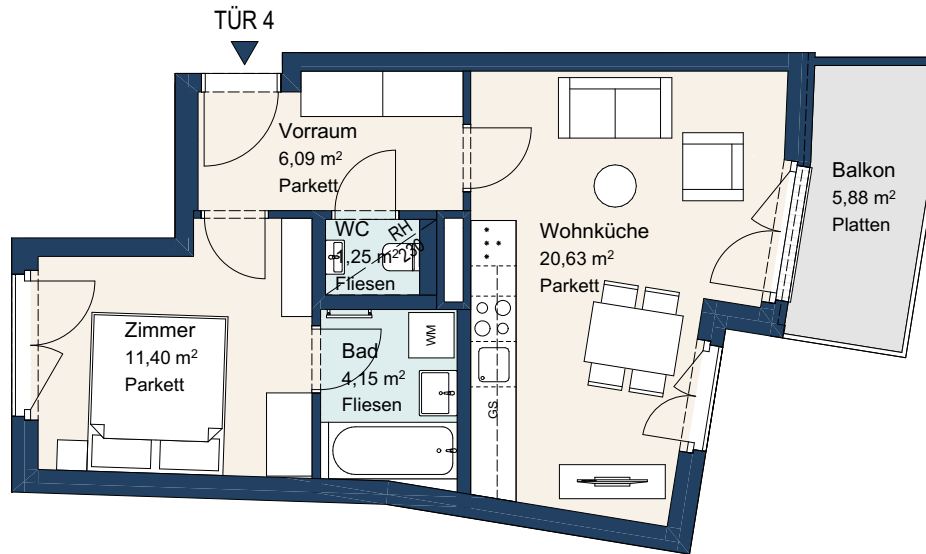 TÜR 4
Vorraum
6,09 m²
Parkett
WC
1,25 m²
Fliesen
RH
230
Wohnküche
20,63 m²
Parkett
Balkon
5,88 m²
Platten
Zimmer
11,40 m²
Parkett
Bad
4,15 m²
Fliesen
WM
GS